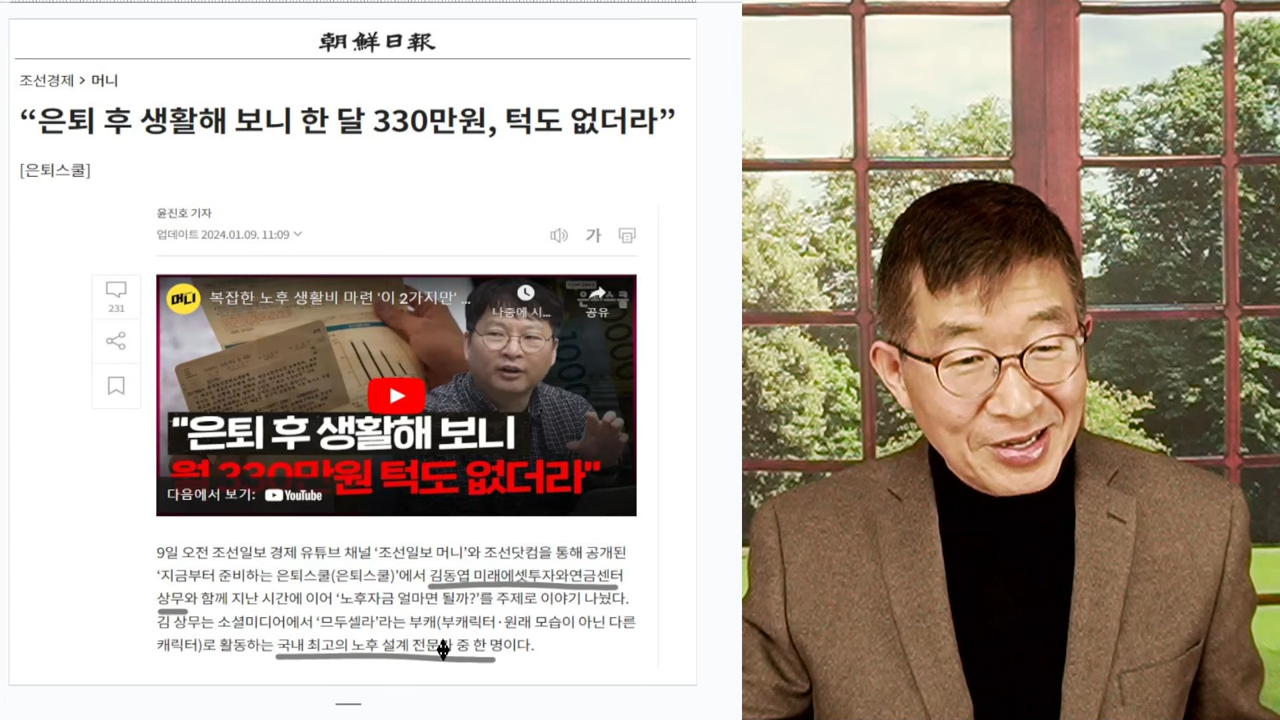 朝鮮日報
조선경제 > 머니
“은퇴 후 생활해 보니 한 달 330만원, 턱도 없더라”
[은퇴스쿨]
윤진호 기자
업데이트 2024.01.09. 11:09
가
231
머니
복잡한 노후 생활비 마련 '이 2가지만' ...
나중에 시...
공유
"은퇴 후 생활해 보니
월 330만원 턱도 없더라"
다음에서 보기: YouTube
9일 오전 조선일보 경제 유튜브 채널 ‘조선일보 머니’와 조선닷컴을 통해 공개된
‘지금부터 준비하는 은퇴스쿨(은퇴스쿨)’에서 김동엽 미래에셋투자와연금센터
상무와 함께 지난 시간에 이어 ‘노후자금 얼마면 될까?’를 주제로 이야기 나눴다.
김 상무는 소셜미디어에서 ‘므두셀라’라는 부캐(부캐릭터·원래 모습이 아닌 다른
캐릭터)로 활동하는 국내 최고의 노후 설계 전문가 중 한 명이다.